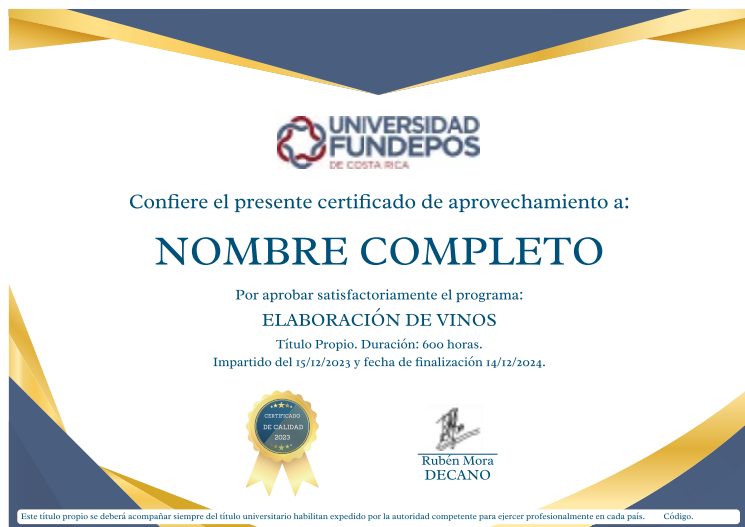 UNIVERSIDAD
FUNDEPOS
DE COSTA RICA
Confiere el presente certificado de aprovechamiento a:
NOMBRE COMPLETO
Por aprobar satisfactoriamente el programa:
ELABORACIÓN DE VINOS
Título Propio. Duración: 600 horas.
Impartido del 15/12/2023 y fecha de finalización 14/12/2024.
CERTIFICADO
DE CALIDAD
2023
Rubén Mora
DECANO
Este título propio se deberá acompañar siempre del título universitario habilitan expedido por la autoridad competente para ejercer profesionalmente en cada país. Código.